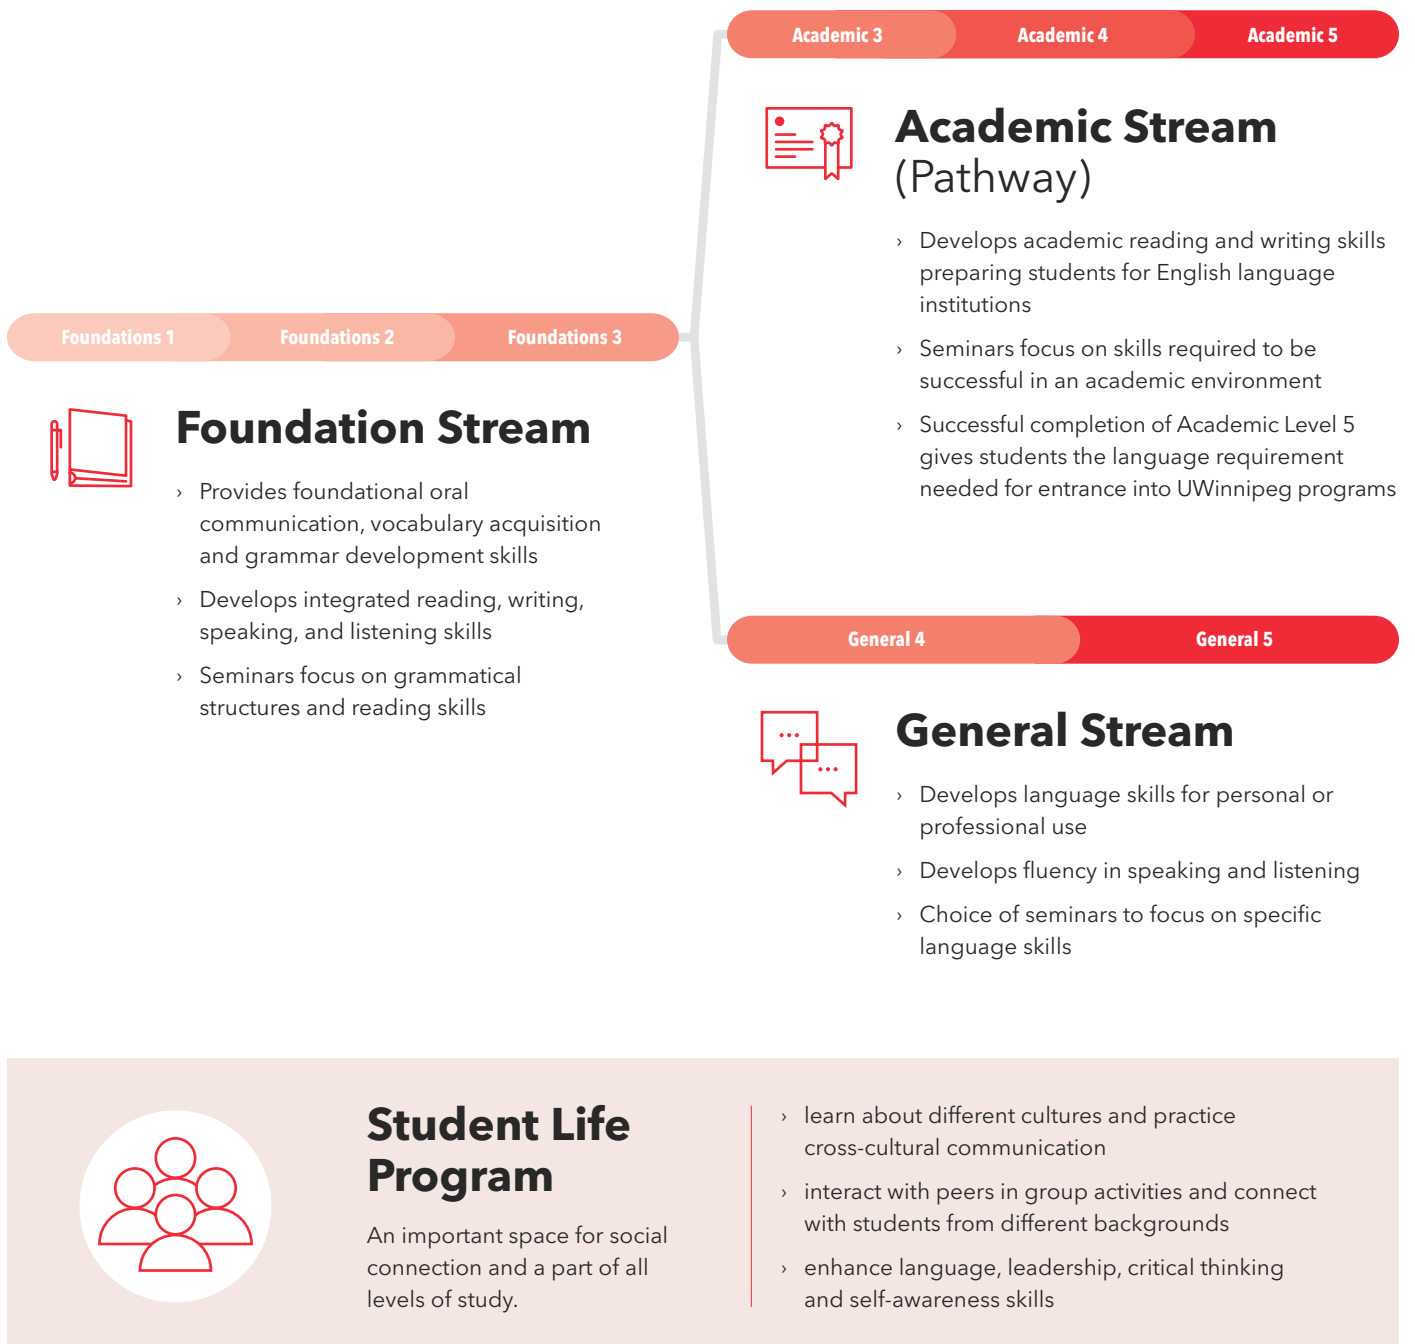 Academic 3 Academic 4 Academic 5
Academic Stream
(Pathway)
› Develops academic reading and writing skills
preparing students for English language
institutions
› Seminars focus on skills required to be
successful in an academic environment
› Successful completion of Academic Level 5
gives students the language requirement
needed for entrance into UWinnipeg programs
Foundations 1 Foundations 2 Foundations 3
Foundation Stream
› Provides foundational oral
communication, vocabulary acquisition
and grammar development skills
› Develops integrated reading, writing,
speaking, and listening skills
› Seminars focus on grammatical
structures and reading skills
General 4 General 5
General Stream
› Develops language skills for personal or
professional use
› Develops fluency in speaking and listening
› Choice of seminars to focus on specific
language skills
Student Life
Program
An important space for social
connection and a part of all
levels of study.
› learn about different cultures and practice
cross-cultural communication
› interact with peers in group activities and connect
with students from different backgrounds
› enhance language, leadership, critical thinking
and self-awareness skills